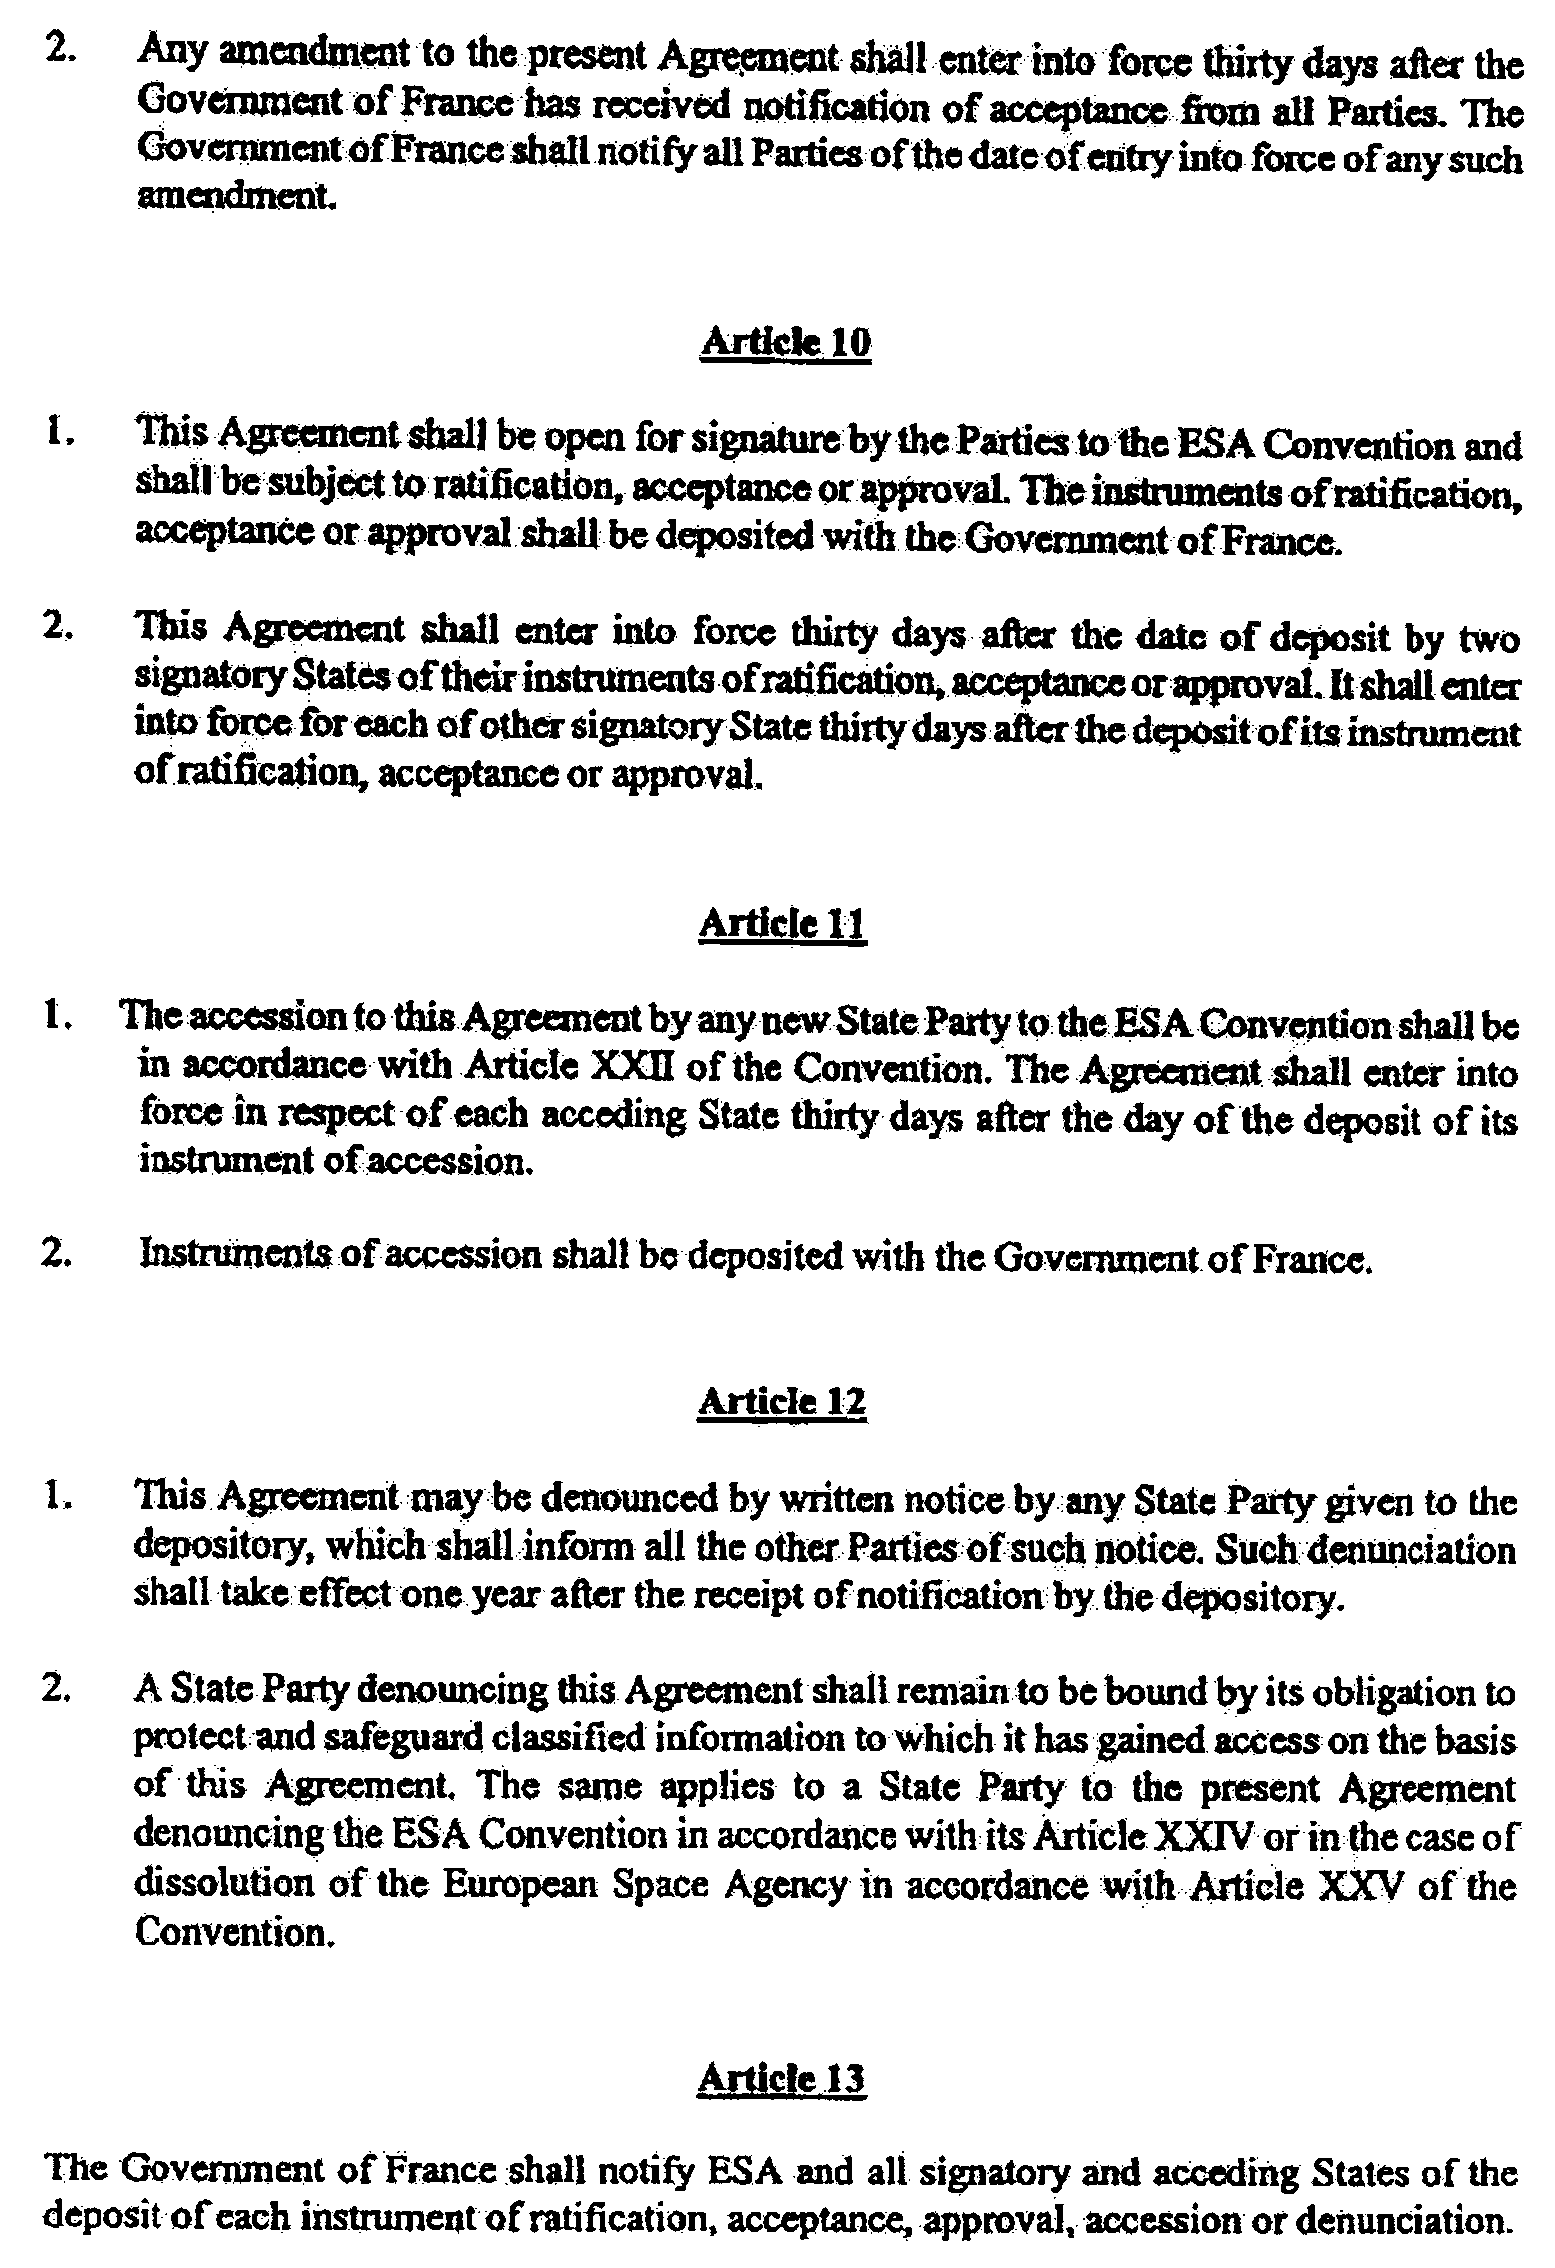 2. Any amendment to the present Agreement shall enter into force thirty days after the
Government of France has received notification of acceptance from all Parties. The
Government of France shall notify all Parties of the date of entry into force of any such
amendment.
Article 10
1. This Agreement shall be open for signature by the Parties to the ESA Convention and
shall be subject to ratification, acceptance or approval. The instruments of ratification,
acceptance or approval shall be deposited with the Government of France.
2. This Agreement shall enter into force thirty days after the date of deposit by two
signatory States of their instruments of ratification, acceptance or approval. It shall enter
into force for each of other signatory State thirty days after the deposit of its instrument
of ratification, acceptance or approval.
Article 11
1. The accession to this Agreement by any new State Party to the ESA Convention shall be
in accordance with Article XXII of the Convention. The Agreement shall enter into
force in respect of each acceding State thirty days after the day of the deposit of its
instrument of accession.
2. Instruments of accession shall be deposited with the Government of France.
Article 12
1. This Agreement may be denounced by written notice by any State Party given to the
depository, which shall inform all the other Parties of such notice. Such denunciation
shall take effect one year after the receipt of notification by the depository.
2. A State Party denouncing this Agreement shall remain to be bound by its obligation to
protect and safeguard classified information to which it has gained access on the basis
of this Agreement. The same applies to a State Party to the present Agreement
denouncing the ESA Convention in accordance with its Article XXIV or in the case of
dissolution of the European Space Agency in accordance with Article XXV of the
Convention.
Article 13
The Government of France shall notify ESA and all signatory and acceding States of the
deposit of each instrument of ratification, acceptance, approval, accession or denunciation.